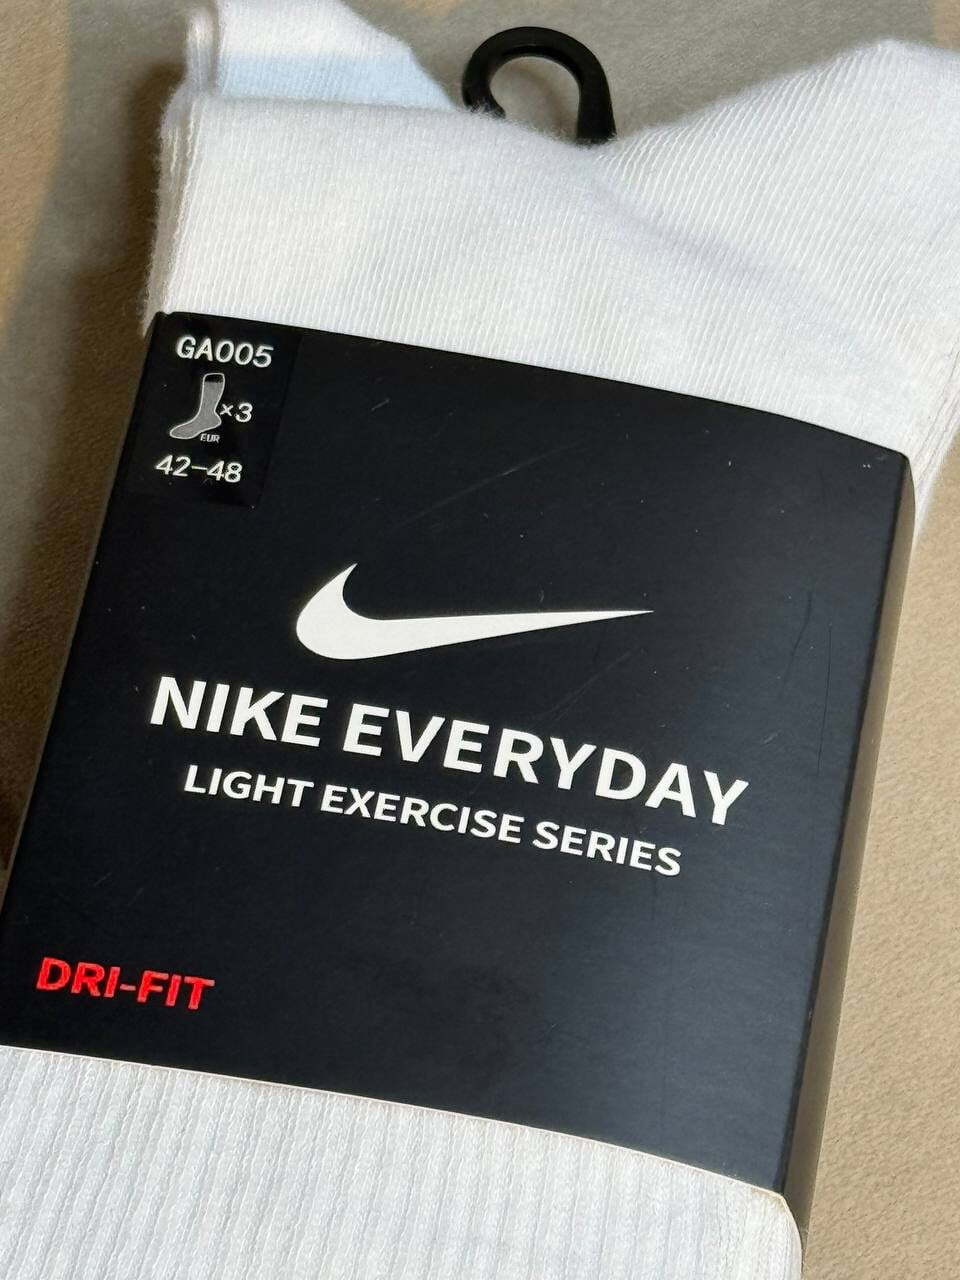 GA005
×3
EUR
42-48
NIKE EVERYDAY
LIGHT EXERCISE SERIES
DRI-FIT